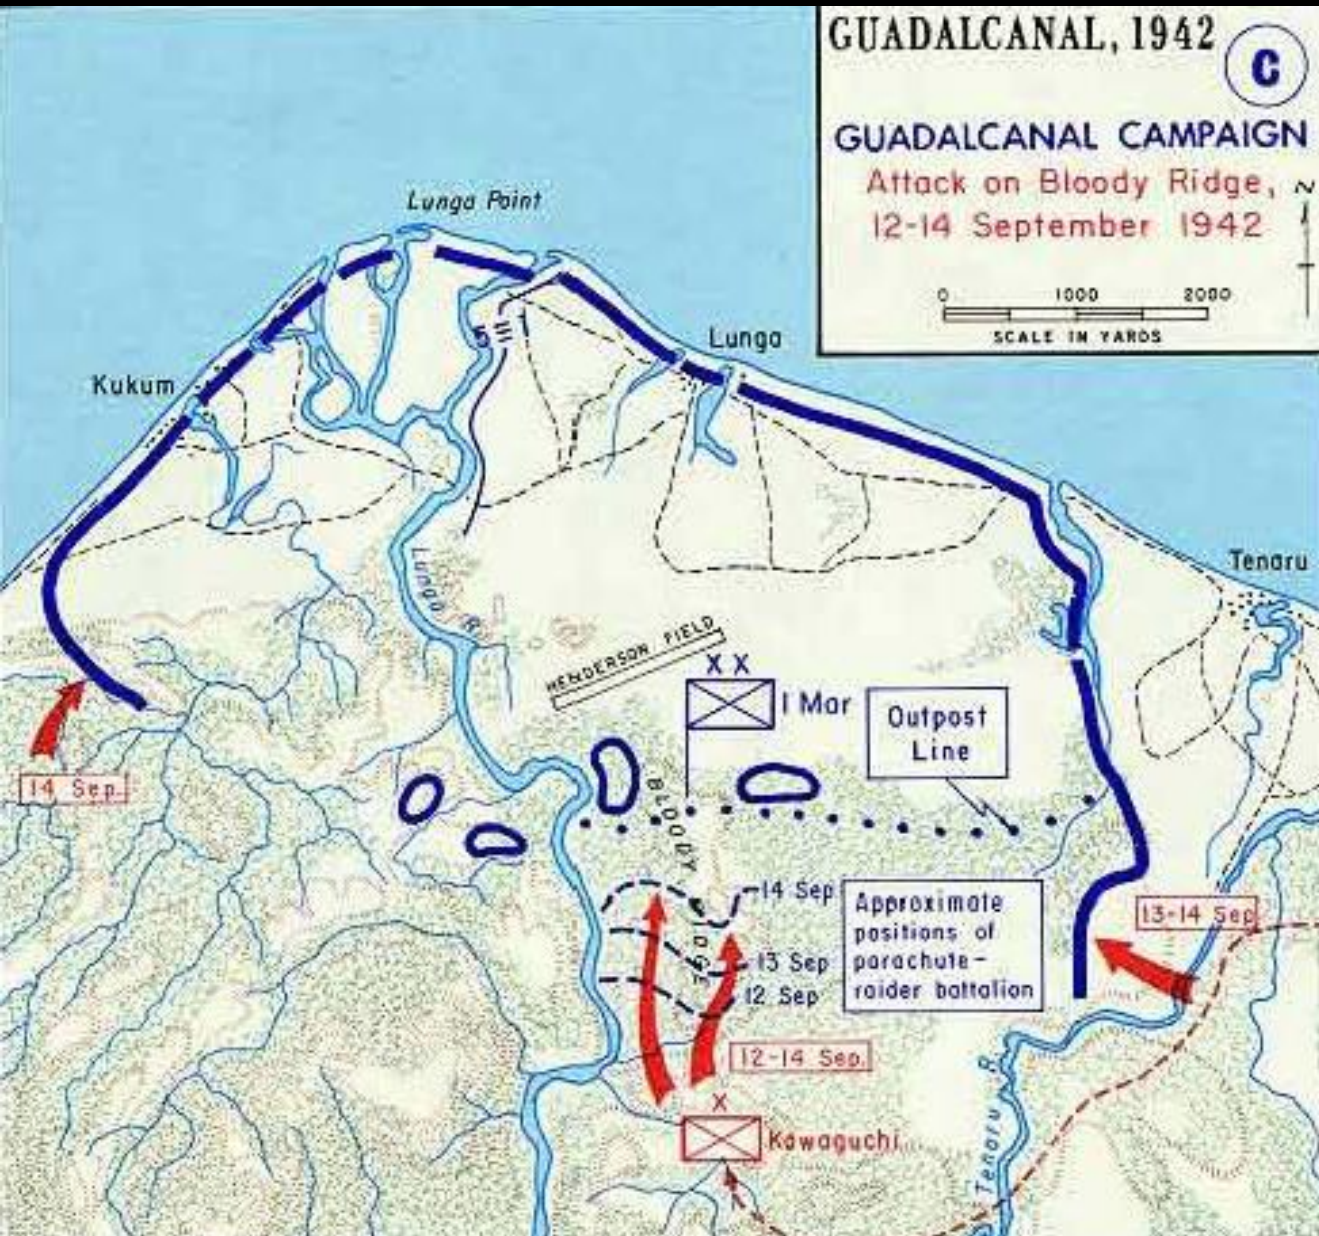 GUADALCANAL, 1942
C
GUADALCANAL CAMPAIGN
Attack on Bloody Ridge,
12-14 September 1942
N
0 1000 2000
SCALE IN YARDS
Lunga Point
Lunga
Kukum
Tenaru
Lunga R.
HENDERSON FIELD
X X
1 Mar
Outpost
Line
14 Sep.
BLOODY RIDGE
14 Sep
13 Sep
12 Sep
Approximate
positions of
parachute-
raider battalion
13-14 Sep
12-14 Sep.
X
Kawaguchi
Tenaru R.